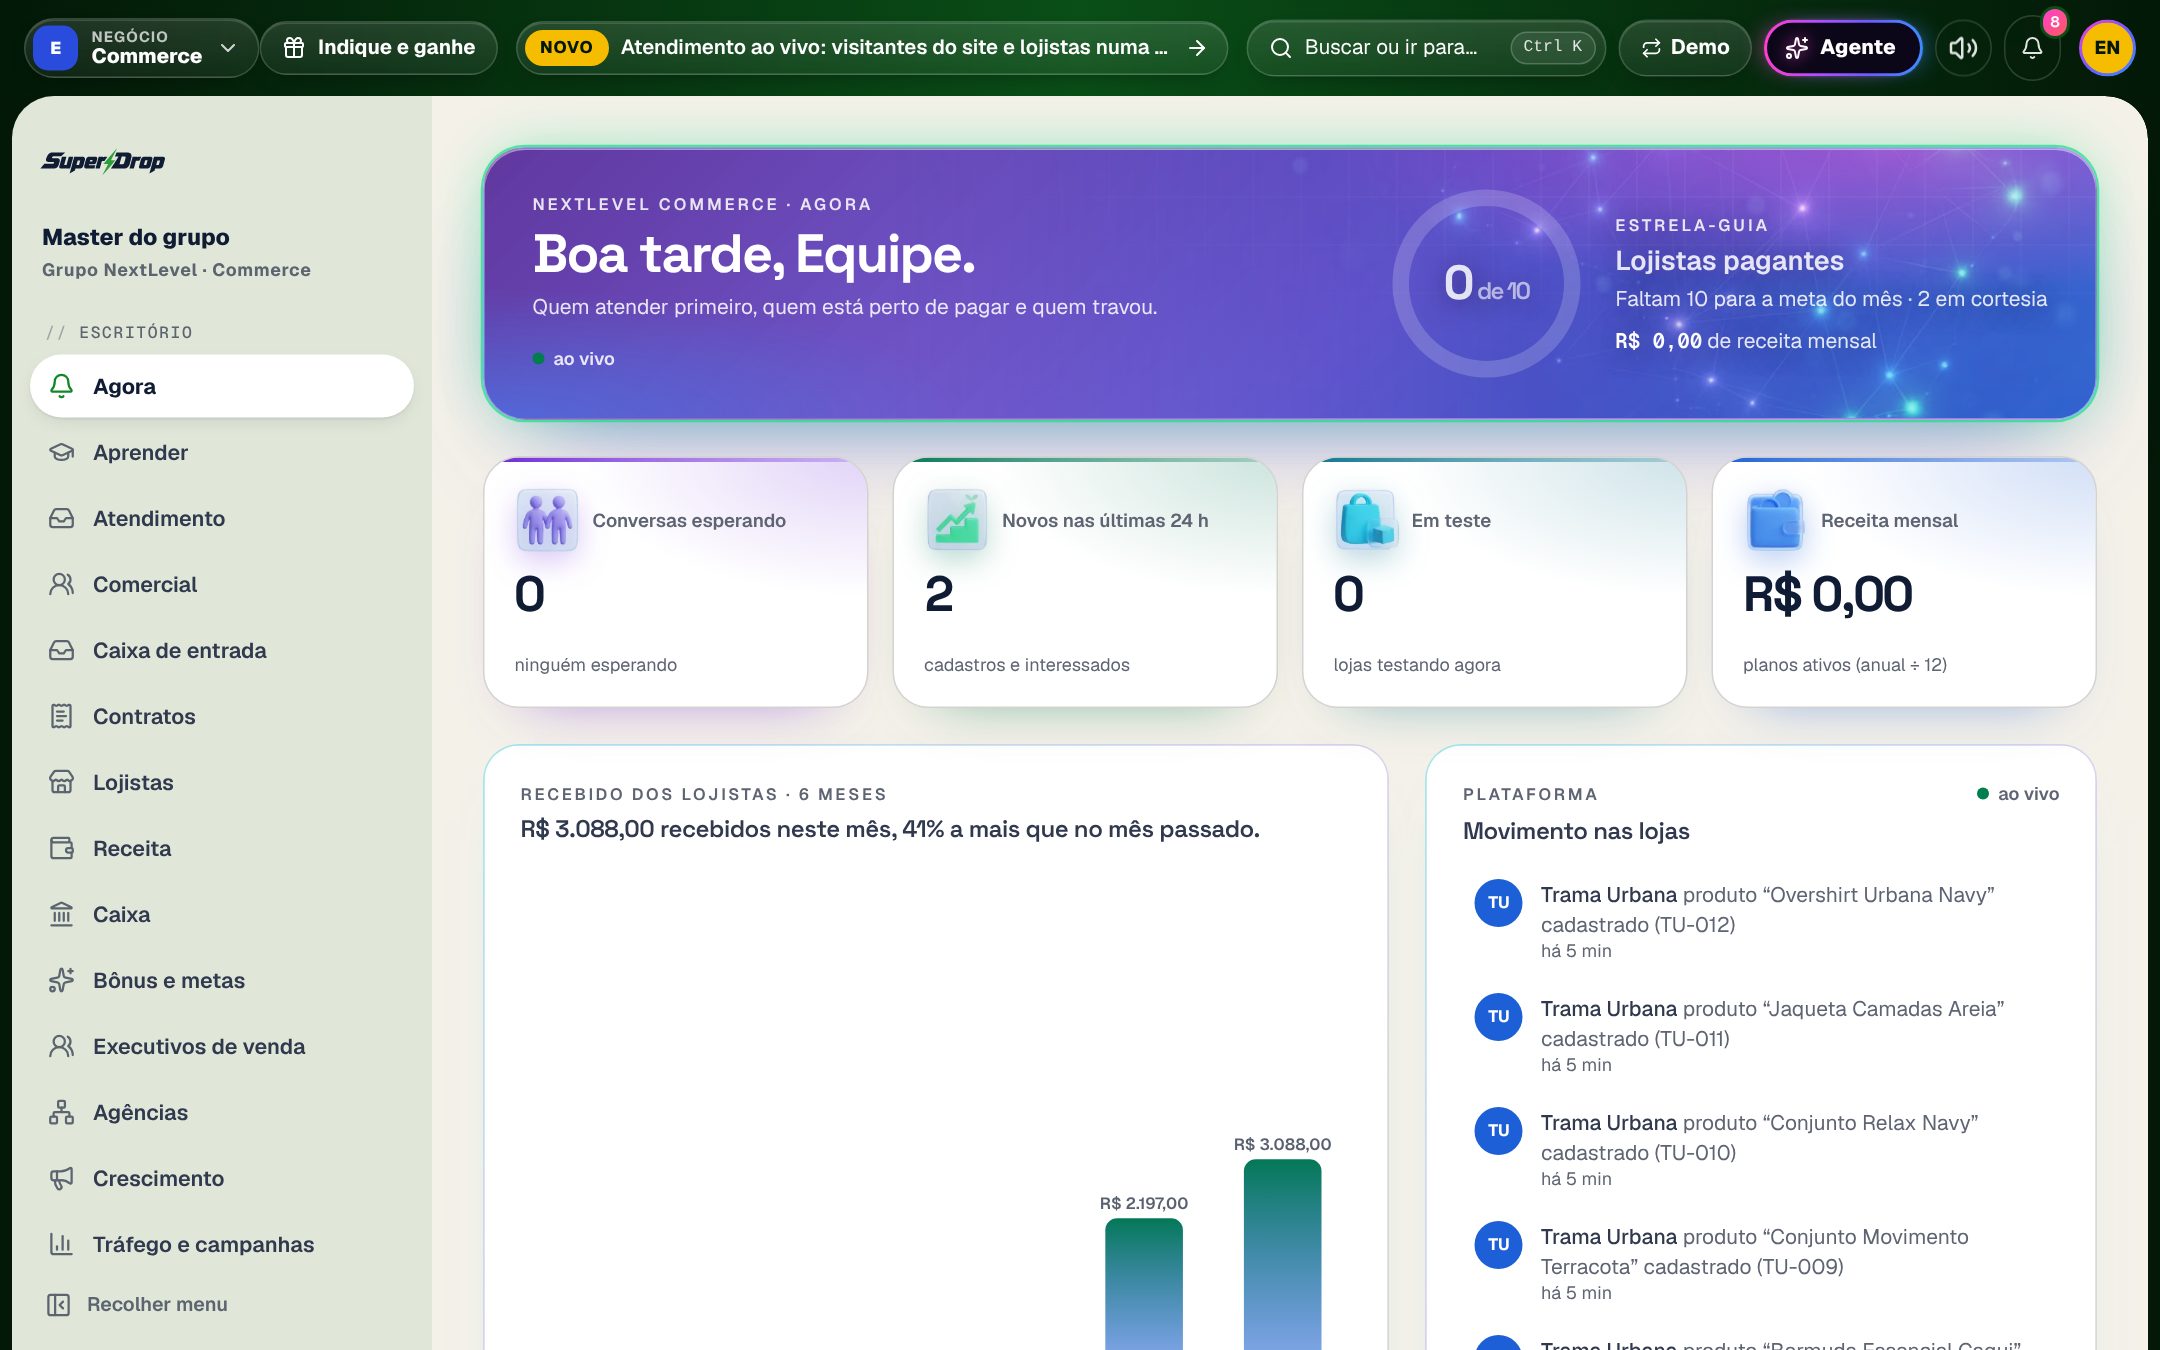 E
NEGÓCIO
Commerce
Indique e ganhe
NOVO
Atendimento ao vivo: visitantes do site e lojistas numa ...
Buscar ou ir para...
Ctrl K
Demo
Agente
8
EN
SuperDrop
Master do grupo
Grupo NextLevel · Commerce
// ESCRITÓRIO
Agora
Aprender
Atendimento
Comercial
Caixa de entrada
Contratos
Lojistas
Receita
Caixa
Bônus e metas
Executivos de venda
Agências
Crescimento
Tráfego e campanhas
Recolher menu
NEXTLEVEL COMMERCE · AGORA
Boa tarde, Equipe.
Quem atender primeiro, quem está perto de pagar e quem travou.
ao vivo
0 de 10
ESTRELA-GUIA
Lojistas pagantes
Faltam 10 para a meta do mês · 2 em cortesia
R$ 0,00 de receita mensal
Conversas esperando
0
ninguém esperando
Novos nas últimas 24 h
2
cadastros e interessados
Em teste
0
lojas testando agora
Receita mensal
R$ 0,00
planos ativos (anual ÷ 12)
RECEBIDO DOS LOJISTAS · 6 MESES
R$ 3.088,00 recebidos neste mês, 41% a mais que no mês passado.
R$ 2.197,00
R$ 3.088,00
PLATAFORMA
ao vivo
Movimento nas lojas
TU
Trama Urbana produto “Overshirt Urbana Navy”
cadastrado (TU-012)
há 5 min
TU
Trama Urbana produto “Jaqueta Camadas Areia”
cadastrado (TU-011)
há 5 min
TU
Trama Urbana produto “Conjunto Relax Navy”
cadastrado (TU-010)
há 5 min
TU
Trama Urbana produto “Conjunto Movimento
Terracota” cadastrado (TU-009)
há 5 min
Trama Urbana produto “Bermuda Essencial Caqui”